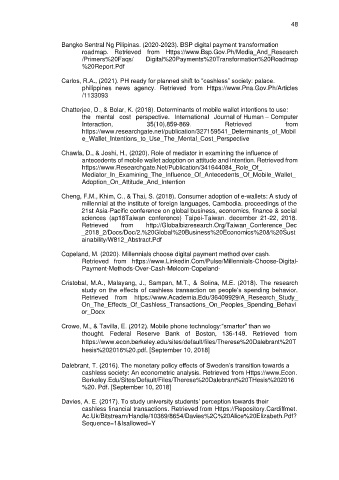 48
Bangko Sentral Ng Pilipinas. (2020-2023). BSP digital payment transformation
roadmap. Retrieved from Https://www.Bsp.Gov.Ph/Media_And_Research
/Primers%20Faqs/ Digital%20Payments%20Transformation%20Roadmap
%20Report.Pdf
Carlos, R.A., (2021). PH ready for planned shift to "cashless" society: palace.
philippines news agency. Retrieved from Https://www.Pna.Gov.Ph/Articles
/1133093
Chatterjee, D., & Bolar, K. (2018). Determinants of mobile wallet intentions to use:
the mental cost perspective. International Journal of Human - Computer
Interaction, 35(10),859-869. Retrieved from
https://www.researchgate.net/publication/327159541_Determinants_of_Mobil
e_Wallet_Intentions_to_Use_The_Mental_Cost_Perspective
Chawla, D., & Joshi, H., (2020). Role of mediator in examining the influence of
antecedents of mobile wallet adoption on attitude and intention. Retrieved from
https://www.Researchgate.Net/Publication/341644084_Role_Of_
Mediator_In_Examining_The_Influence_Of_Antecedents_Of_Mobile_Wallet_
Adoption_On_Attitude_And_Intention
Cheng, F.M., Khim, C., & Thai, S. (2018). Consumer adoption of e-wallets: A study of
millennial at the institute of foreign languages, Cambodia. proceedings of the
21st Asia-Pacific conference on global business, economics, finance & social
sciences (ap18Taiwan conference) Taipei-Taiwan. december 21-22, 2018.
Retrieved from http://Globalbizresearch.Org/Taiwan_Conference_Dec
_2018_2/Docs/Doc/2.%20Global%20Business%20Economics%20&%20Sust
ainability/W812_Abstract.Pdf
Copeland, M. (2020). Millennials choose digital payment method over cash.
Retrieved from https://www.Linkedin.Com/Pulse/Millennials-Choose-Digital-
Payment-Methods-Over-Cash-Melcom-Copeland-
Cristobal, M.A., Malayang, J., Sampan, M.T., & Solina, M.E. (2018). The research
study on the effects of cashless transaction on people's spending behavior.
Retrieved from https://www.Academia.Edu/36409929/A_Research_Study_
On_The_Effects_Of_Cashless_Transactions_On_Peoples_Spending_Behavi
or_Docx
Crowe, M., & Tavilla, E. (2012). Mobile phone technology:"smarter" than we
thought. Federal Reserve Bank of Boston, 136-149. Retrieved from
https://www.econ.berkeley.edu/sites/default/files/Therese%20Dalebrant%20T
hesis%202016%20.pdf. [September 10, 2018]
Dalebrant, T. (2016). The monetary policy effects of Sweden's transition towards a
cashless society: An econometric analysis. Retrieved from Https://www.Econ.
Berkeley.Edu/Sites/Default/Files/Therese%20Dalebrant%20THesis%202016
%20. Pdf. [September 10, 2018]
Davies, A. E. (2017). To study university students' perception towards their
cashless financial transactions. Retrieved from Https://Repository.Cardiffmet.
Ac.Uk/Bitstream/Handle/10369/8654/Davies%2C%20Alice%20Elizabeth.Pdf?
Sequence=1&Isallowed=Y